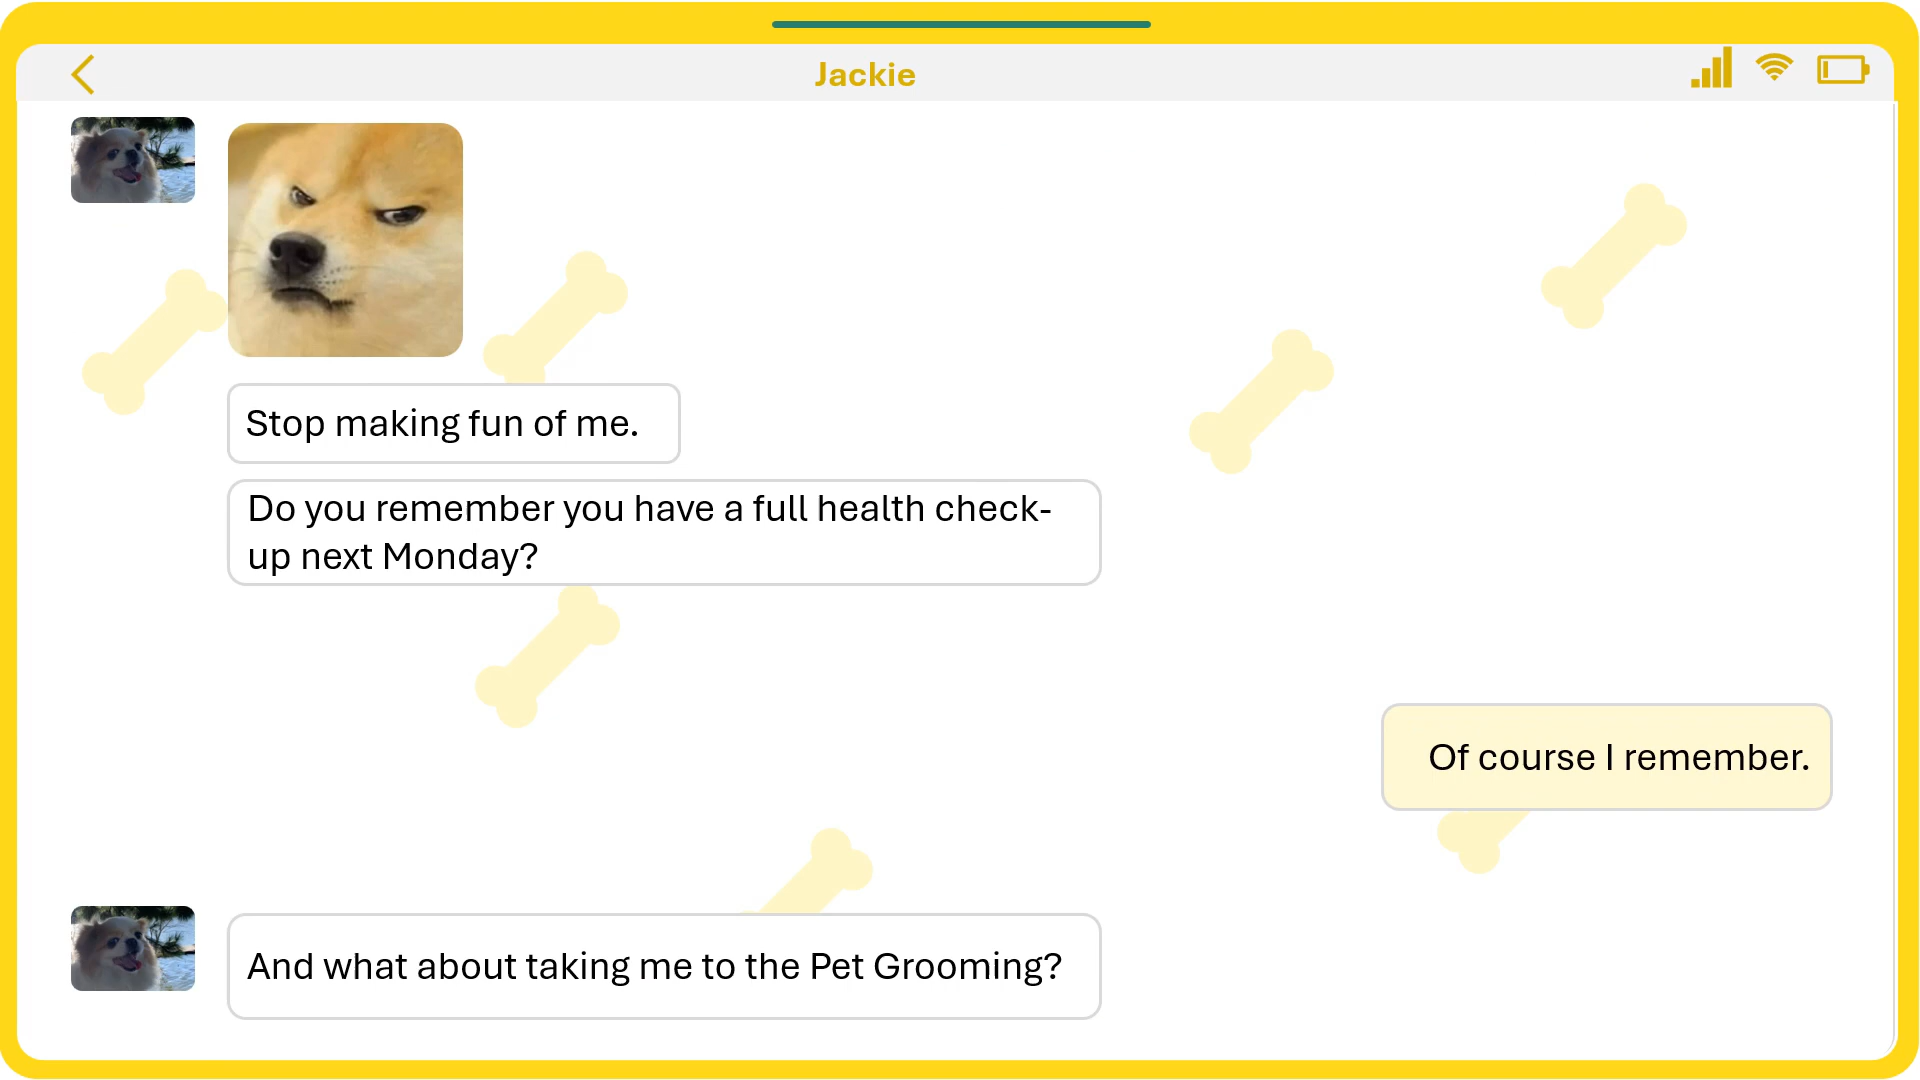 Jackie
Stop making fun of me.
Do you remember you have a full health check-
up next Monday?
Of course I remember.
And what about taking me to the Pet Grooming?